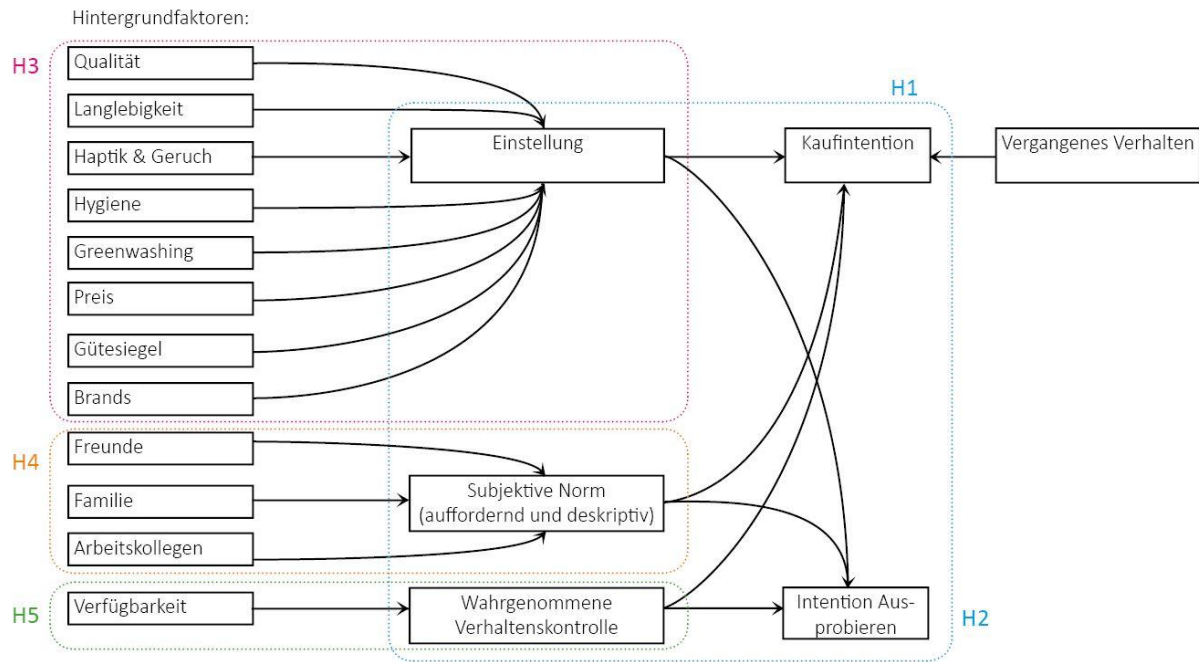 Hintergrundfaktoren:
H3
Qualität
Langlebigkeit
Haptik & Geruch
Hygiene
Greenwashing
Preis
Gütesiegel
Brands
H1
Einstellung
Kaufintention
Vergangenes Verhalten
H4
Freunde
Familie
Arbeitskollegen
Subjektive Norm
(auffordernd und deskriptiv)
H5
Verfügbarkeit
Wahrgenommene
Verhaltenskontrolle
Intention Aus-
probieren
H2